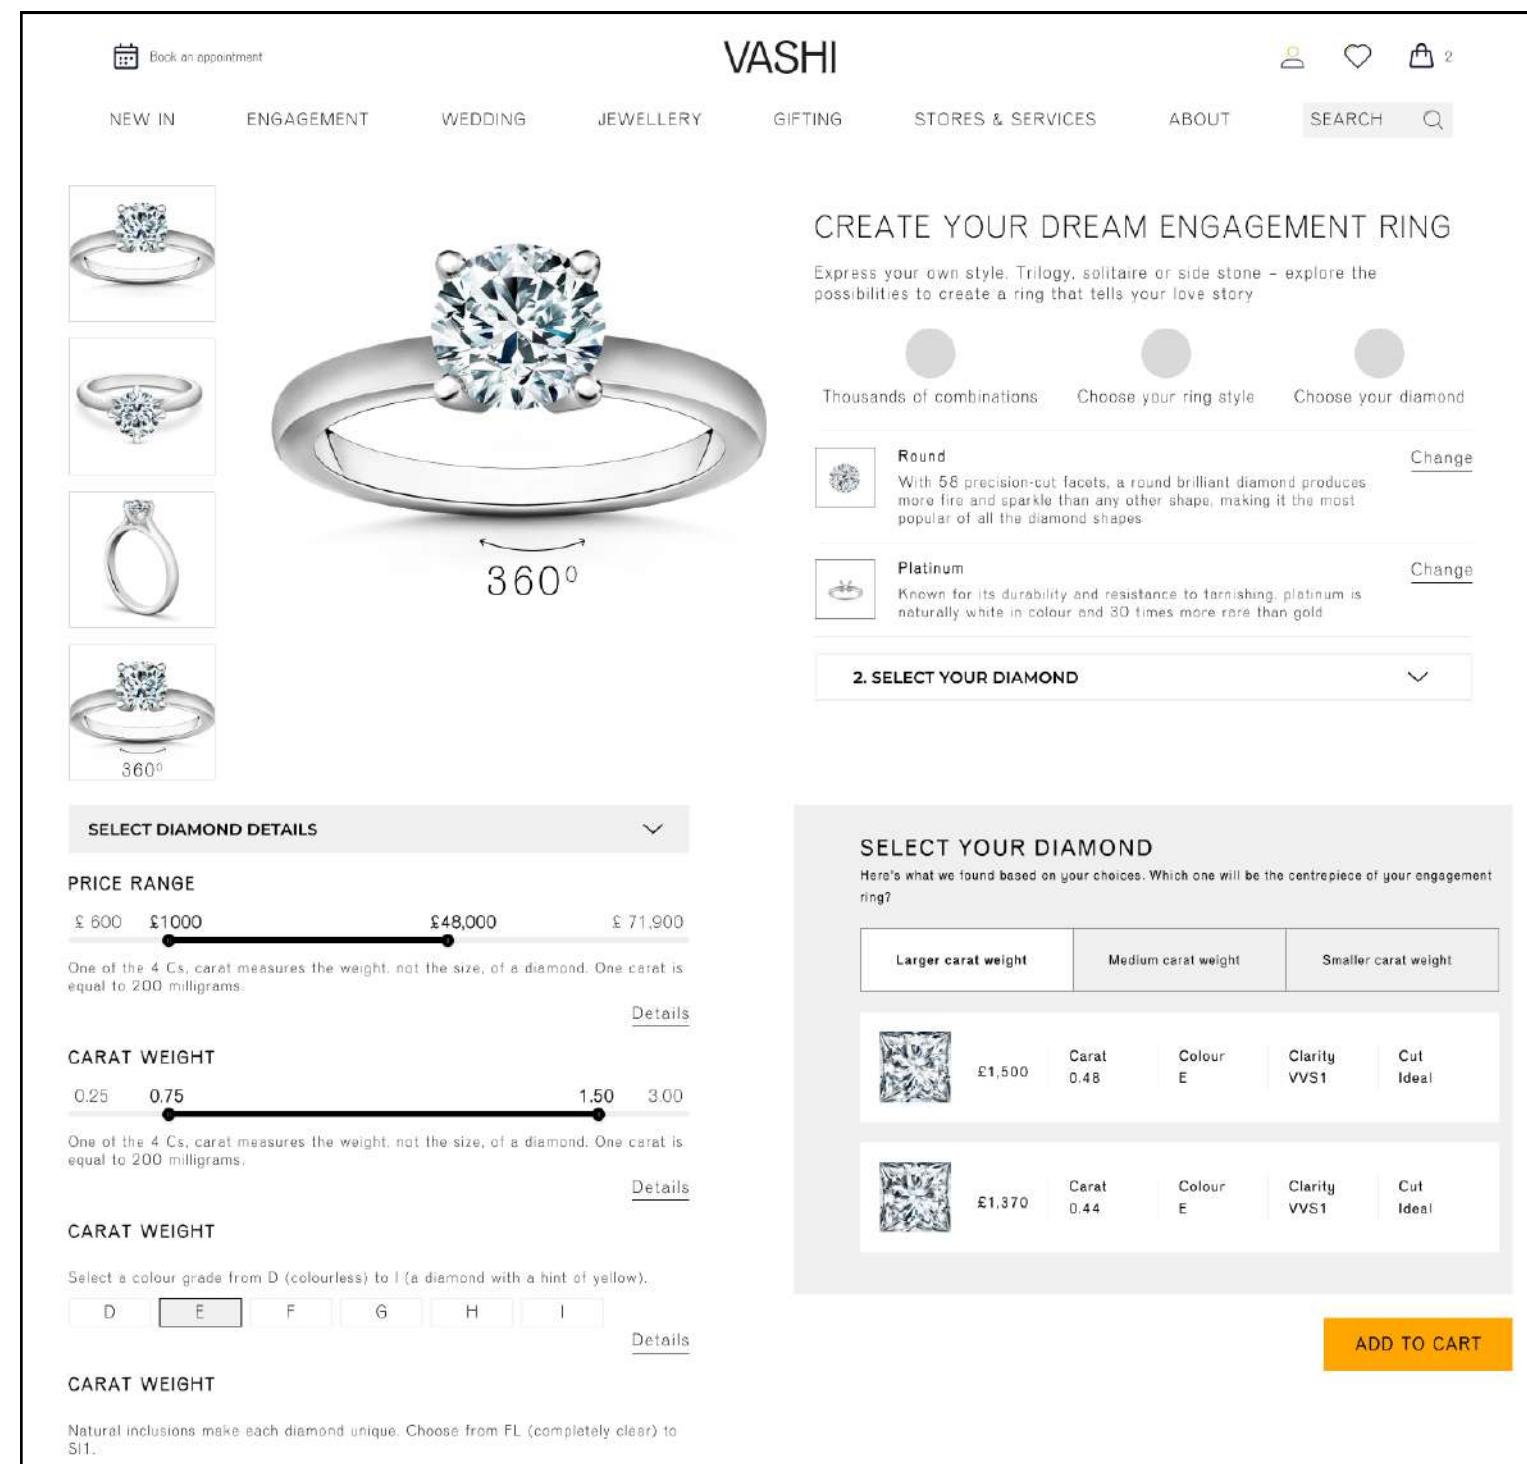 Book an appointment
VASHI
2
NEW IN
ENGAGEMENT
WEDDING
JEWELLERY
GIFTING
STORES & SERVICES
ABOUT
SEARCH
360⁰
360⁰
CREATE YOUR DREAM ENGAGEMENT RING
Express your own style. Trilogy, solitaire or side stone – explore the
possibilities to create a ring that tells your love story
Thousands of combinations
Choose your ring style
Choose your diamond
Round
Change
With 58 precision-cut facets, a round brilliant diamond produces
more fire and sparkle than any other shape, making it the most
popular of all the diamond shapes
Platinum
Change
Known for its durability and resistance to tarnishing, platinum is
naturally white in colour and 30 times more rare than gold
2. SELECT YOUR DIAMOND
SELECT DIAMOND DETAILS
PRICE RANGE
£ 600 £1000 £48,000 £ 71,900
One of the 4 Cs, carat measures the weight, not the size, of a diamond. One carat is
equal to 200 milligrams.
Details
CARAT WEIGHT
0.25 0.75 1.50 3.00
One of the 4 Cs, carat measures the weight, not the size, of a diamond. One carat is
equal to 200 milligrams.
Details
CARAT WEIGHT
Select a colour grade from D (colourless) to I (a diamond with a hint of yellow).
D E F G H I
Details
CARAT WEIGHT
Natural inclusions make each diamond unique. Choose from FL (completely clear) to
SI1.
SELECT YOUR DIAMOND
Here's what we found based on your choices. Which one will be the centrepiece of your engagement
ring?
Larger carat weight
Medium carat weight
Smaller carat weight
£1,500
Carat
0.48
Colour
E
Clarity
VVS1
Cut
Ideal
£1,370
Carat
0.44
Colour
E
Clarity
VVS1
Cut
Ideal
ADD TO CART